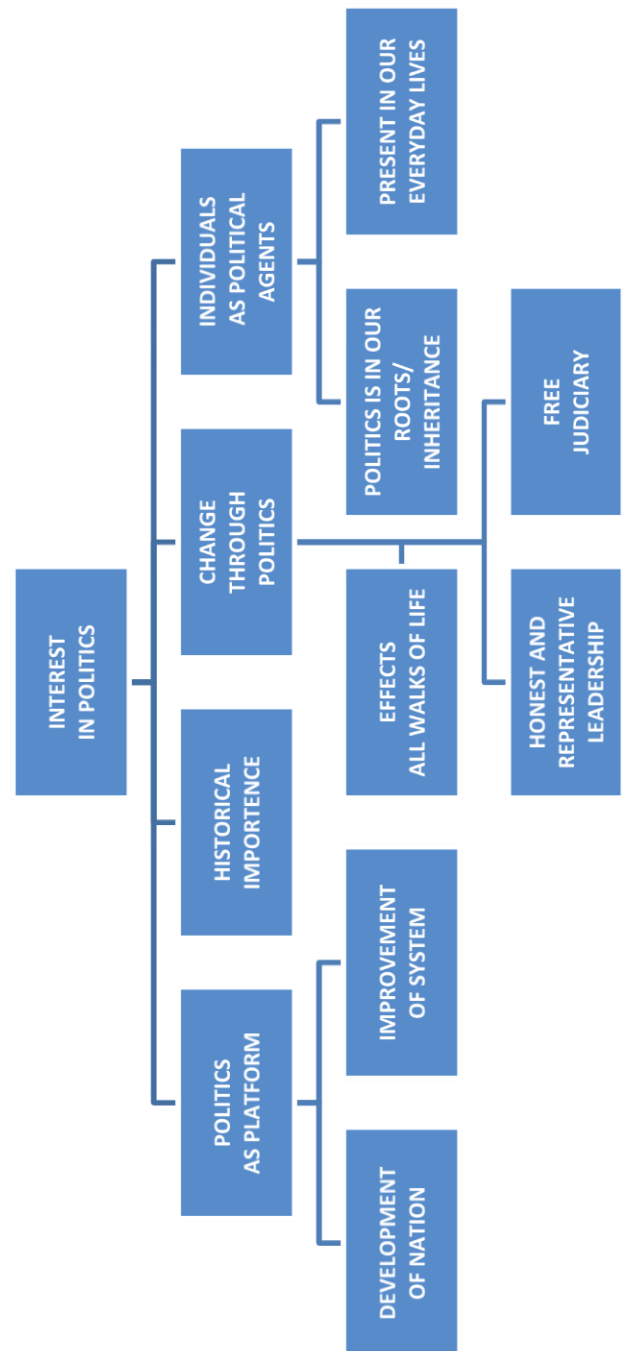 INTEREST
IN POLITICS
POLITICS
AS PLATFORM
HISTORICAL
IMPORTENCE
CHANGE
THROUGH
POLITICS
INDIVIDUALS
AS POLITICAL
AGENTS
DEVELOPMENT
OF NATION
IMPROVEMENT
OF SYSTEM
EFFECTS
ALL WALKS OF LIFE
POLITICS IS IN OUR
ROOTS/
INHERITANCE
PRESENT IN OUR
EVERYDAY LIVES
HONEST AND
REPRESENTATIVE
LEADERSHIP
FREE
JUDICIARY